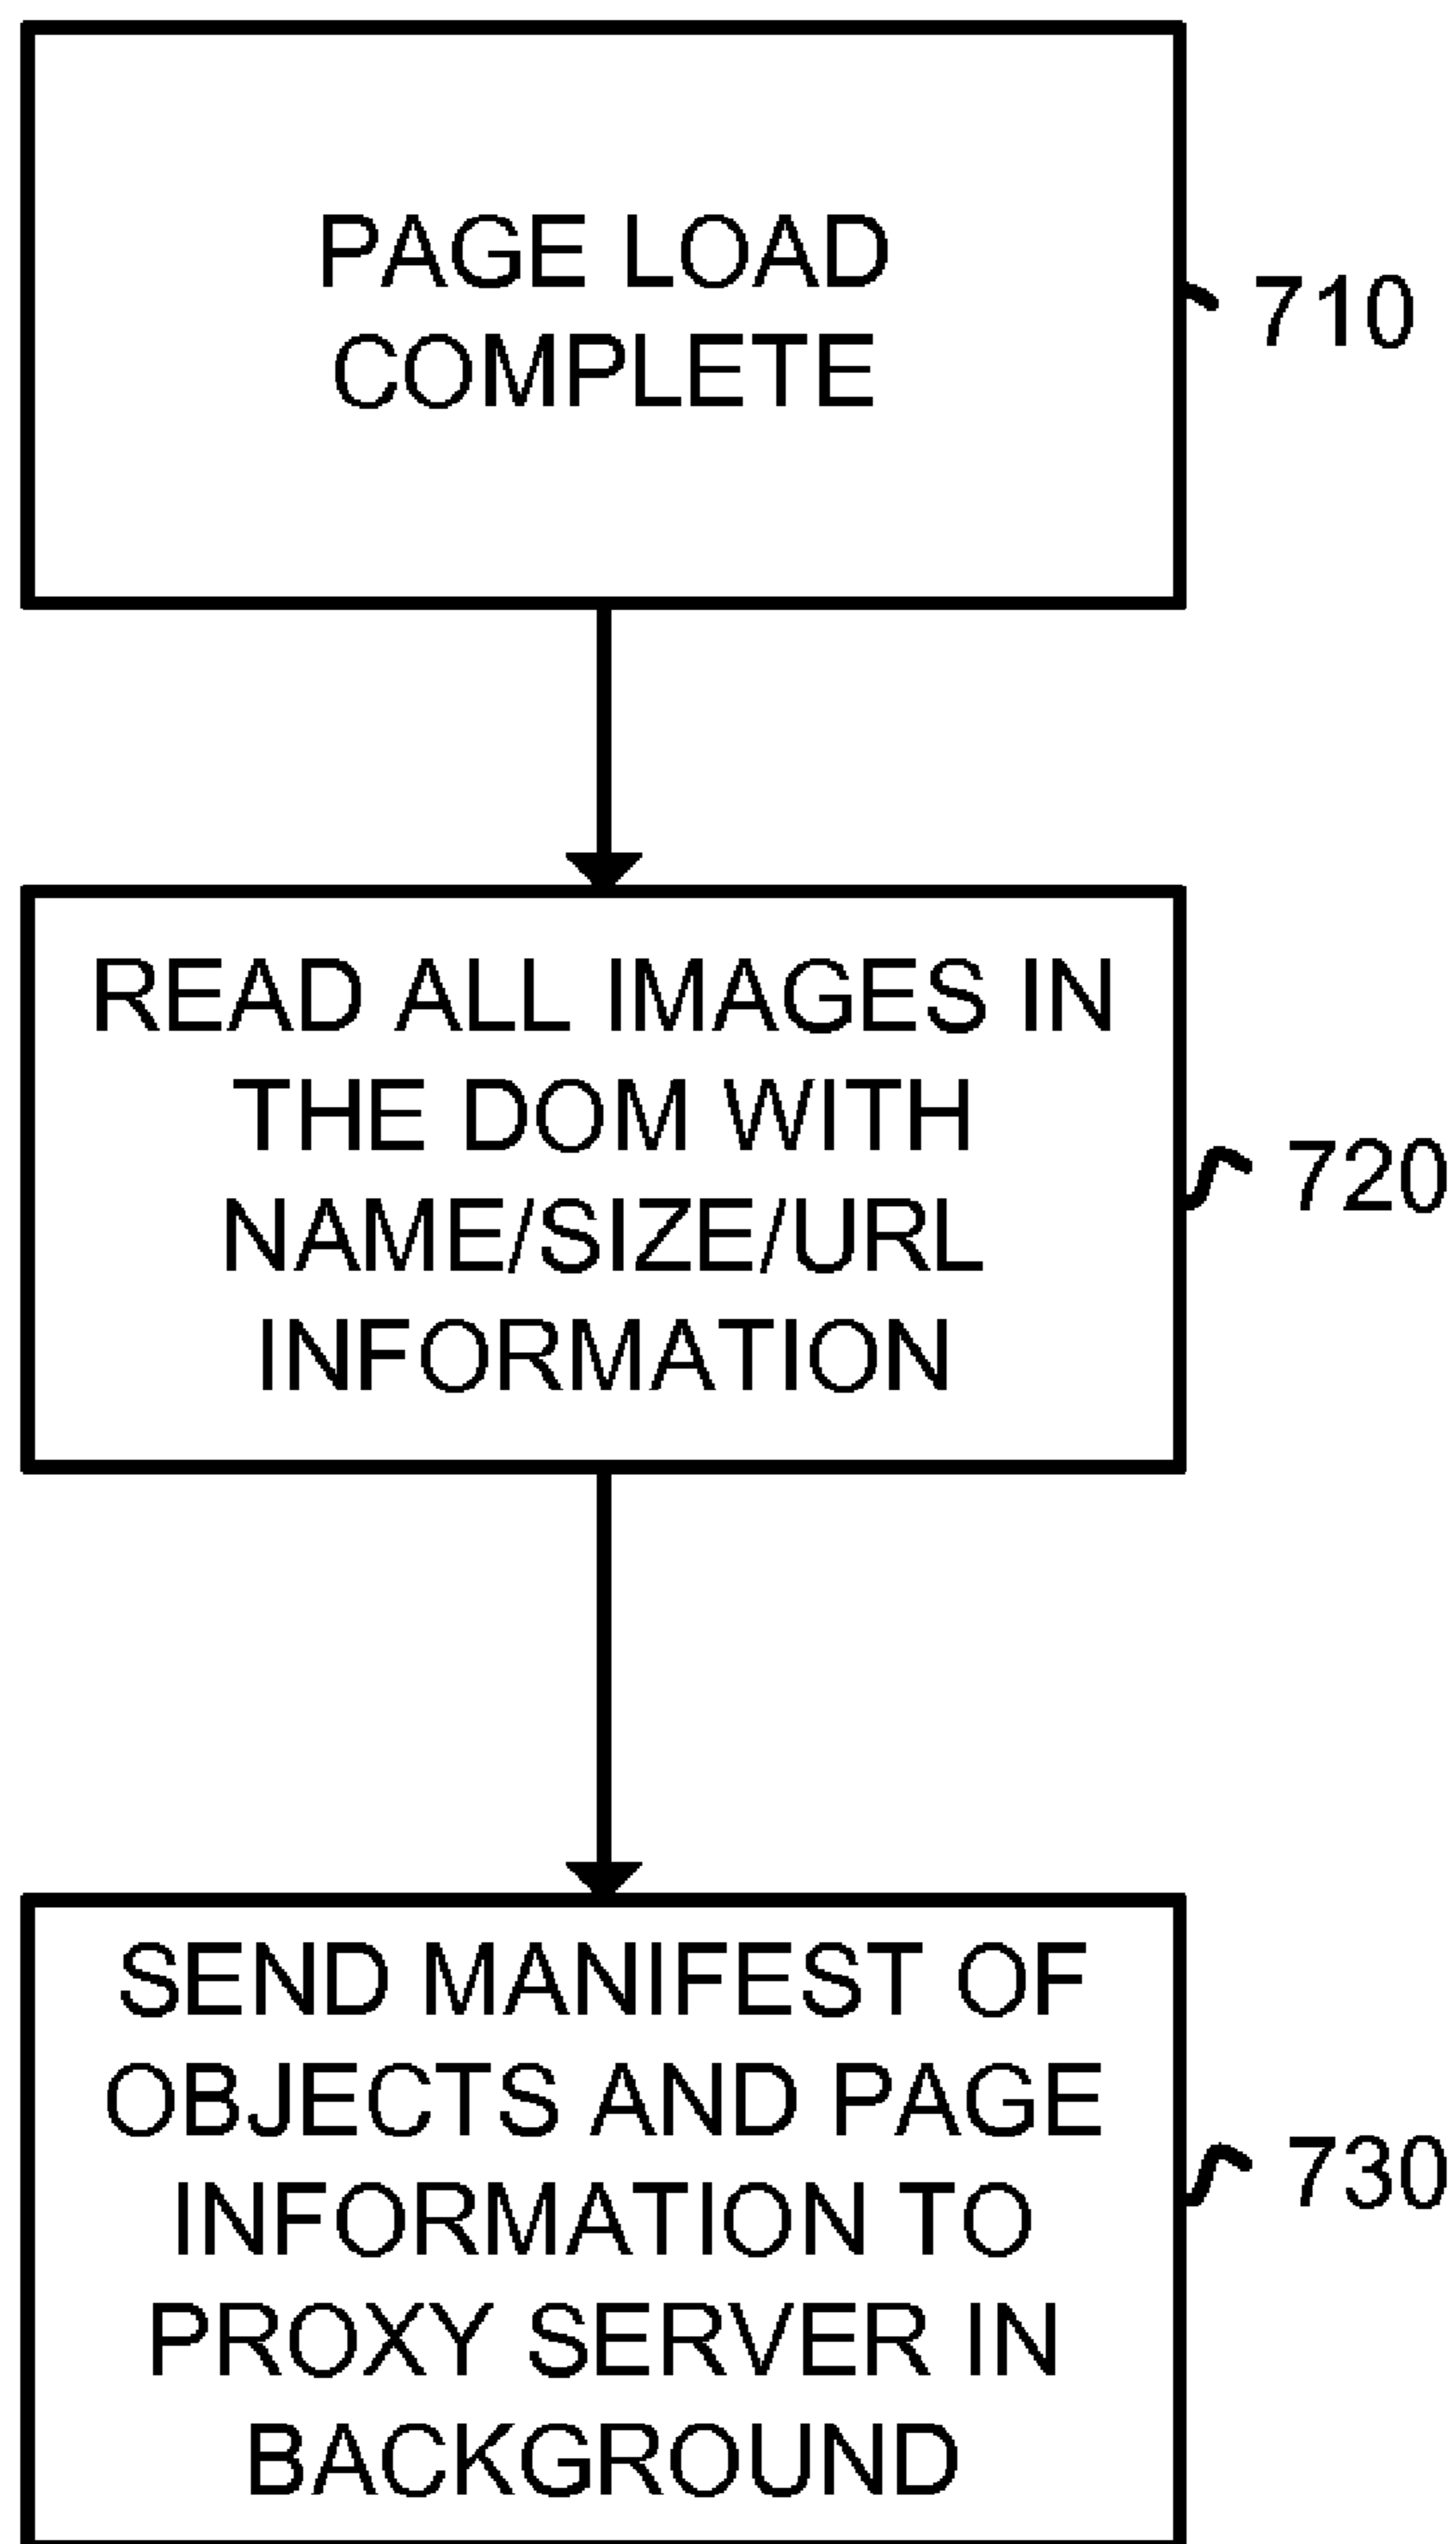 PAGE LOAD
COMPLETE
710
READ ALL IMAGES IN
THE DOM WITH
NAME/SIZE/URL
INFORMATION
720
SEND MANIFEST OF
OBJECTS AND PAGE
INFORMATION TO
PROXY SERVER IN
BACKGROUND
730